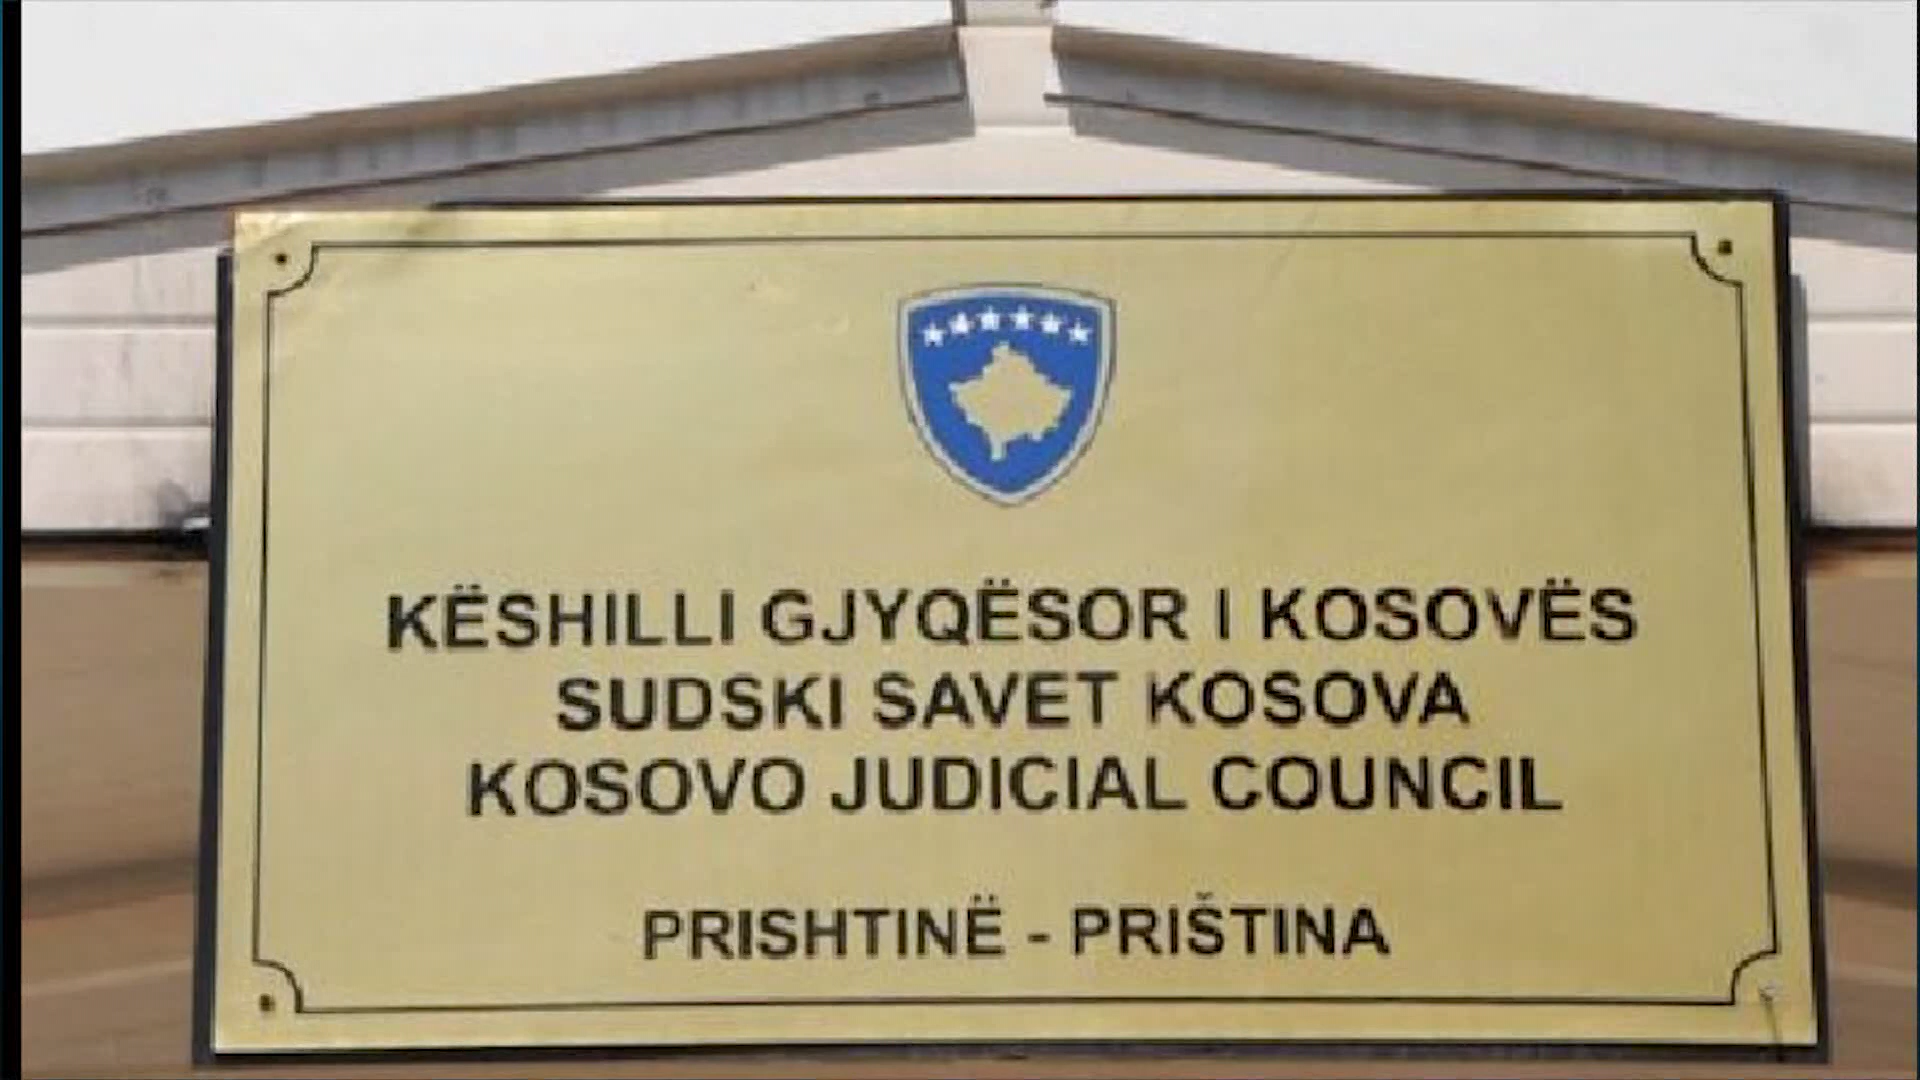 KËSHILLI GJYQËSOR I KOSOVËS
SUDSKI SAVET KOSOVA
KOSOVO JUDICIAL COUNCIL
PRISHTINË - PRIŠTINA